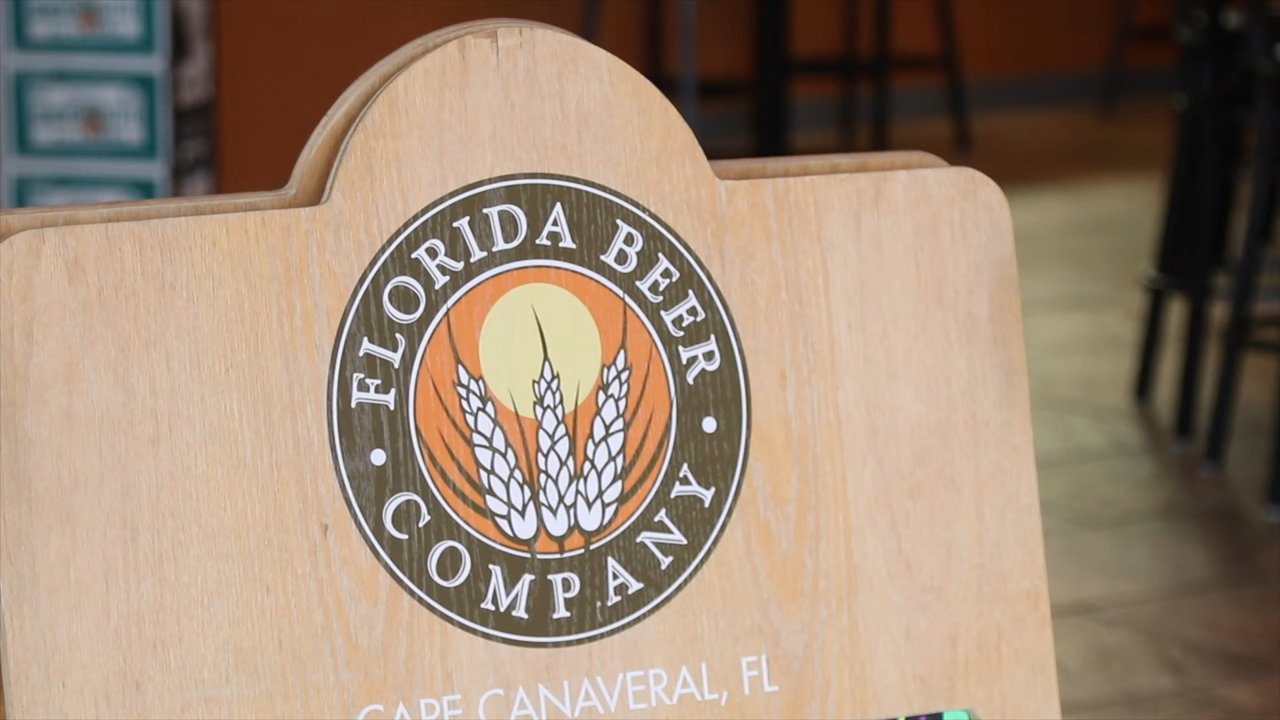 FLORIDA BEER
• COMPANY •
CAPE CANAVERAL, FL